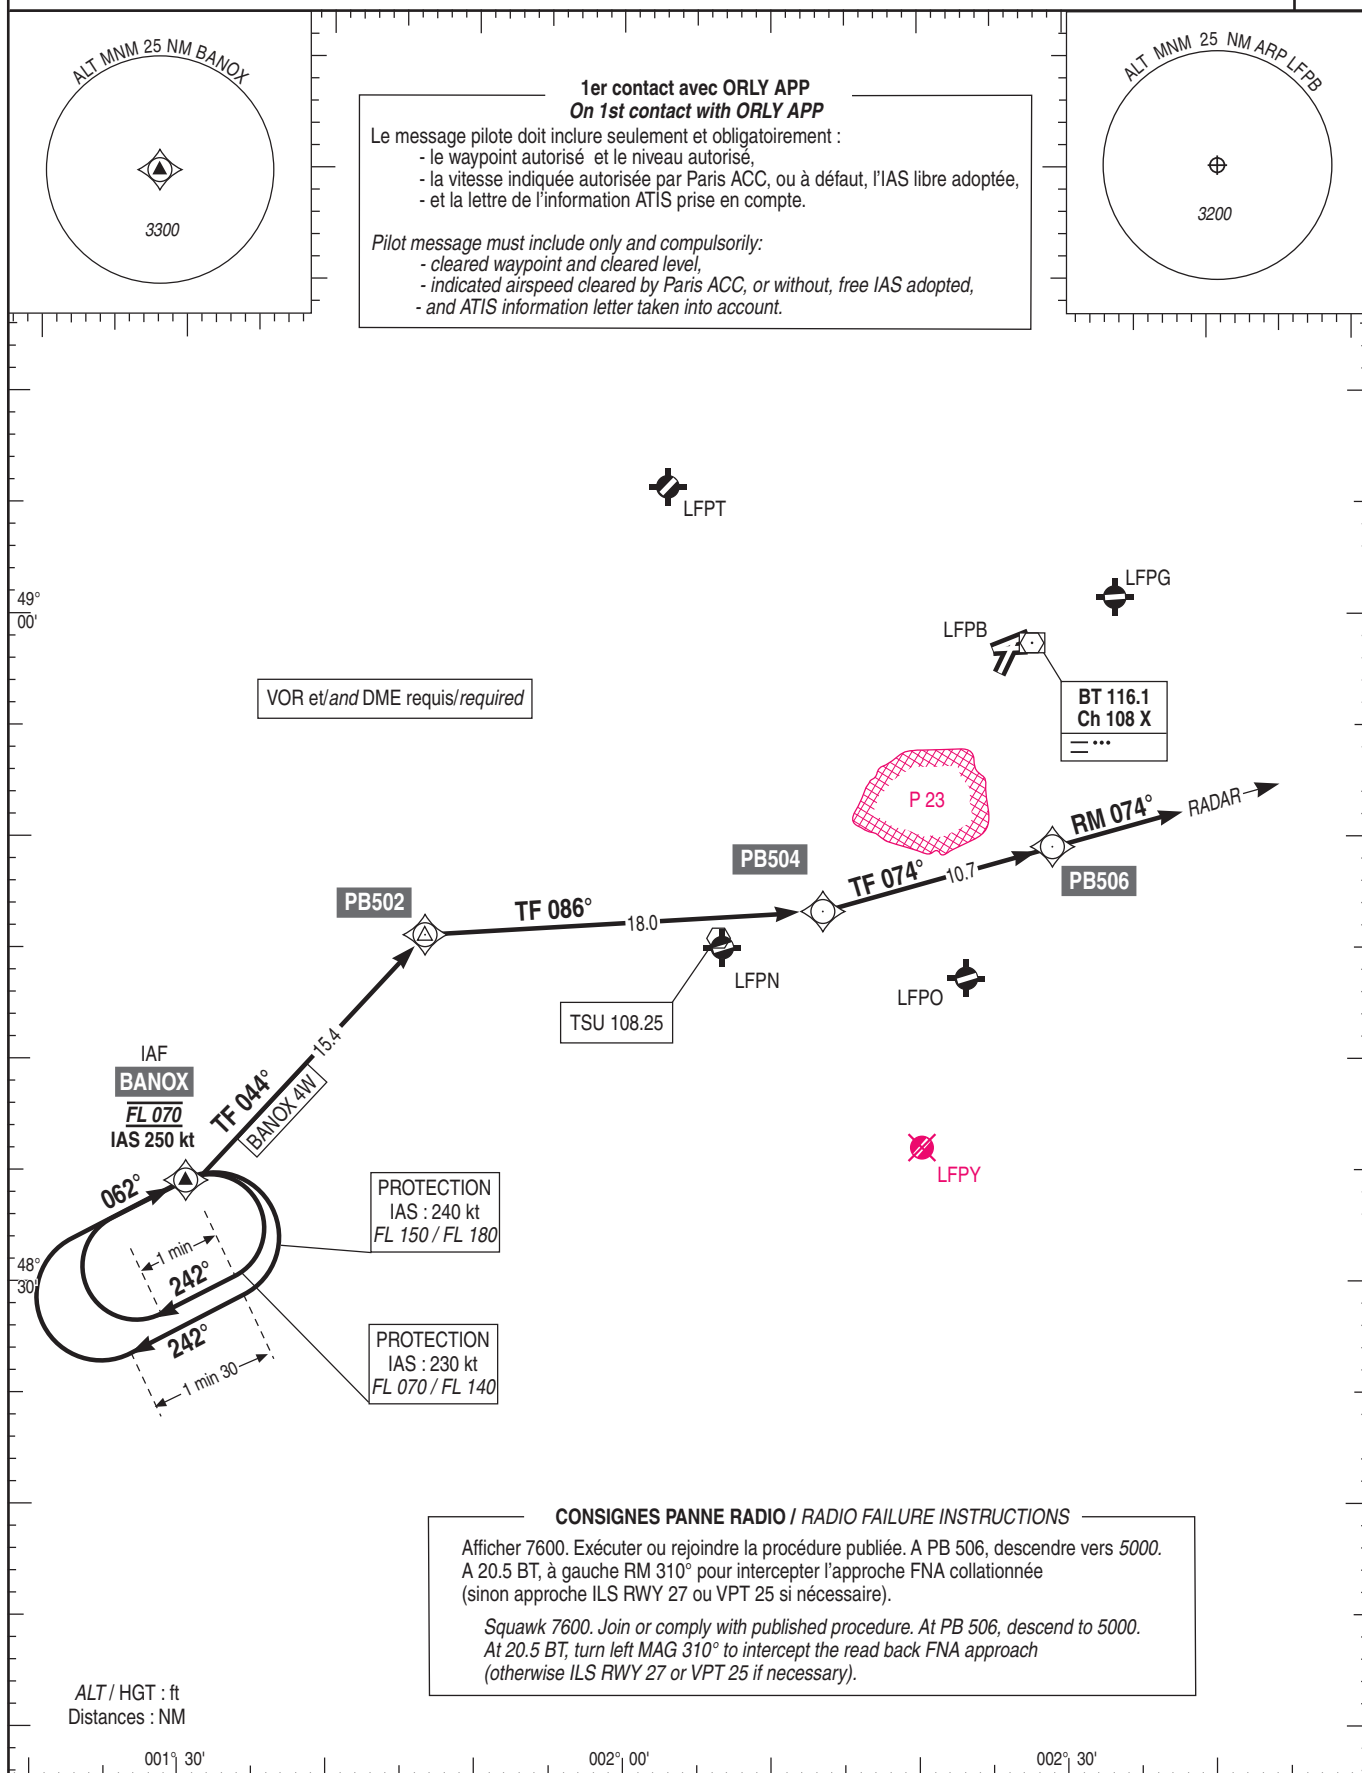 ALT MNM 25 NM BANOX
3300
1er contact avec ORLY APP
On 1st contact with ORLY APP
Le message pilote doit inclure seulement et obligatoirement :
- le waypoint autorisé et le niveau autorisé,
- la vitesse indiquée autorisée par Paris ACC, ou à défaut, l'IAS libre adoptée,
- et la lettre de l'information ATIS prise en compte.
Pilot message must include only and compulsorily:
- cleared waypoint and cleared level,
- indicated airspeed cleared by Paris ACC, or without, free IAS adopted,
- and ATIS information letter taken into account.
ALT MNM 25 NM ARP LFPB
3200
LFPT
LFPG
49°
00'
LFPB
VOR et/and DME requis/required
BT 116.1
Ch 108 X
P 23
RM 074°
RADAR
PB504
TF 074°
10.7
PB506
PB502
TF 086°
18.0
LFPN
LFPO
TSU 108.25
15.4
IAF
BANOX
FL 070
IAS 250 kt
TF 044°
BANOX 4W
LFPY
062°
PROTECTION
IAS : 240 kt
FL 150 / FL 180
1 min
242°
48°
30'
242°
1 min 30
PROTECTION
IAS : 230 kt
FL 070 / FL 140
CONSIGNES PANNE RADIO / RADIO FAILURE INSTRUCTIONS
Afficher 7600. Exécuter ou rejoindre la procédure publiée. A PB 506, descendre vers 5000.
A 20.5 BT, à gauche RM 310° pour intercepter l'approche FNA collationnée
(sinon approche ILS RWY 27 ou VPT 25 si nécessaire).
Squawk 7600. Join or comply with published procedure. At PB 506, descend to 5000.
At 20.5 BT, turn left MAG 310° to intercept the read back FNA approach
(otherwise ILS RWY 27 or VPT 25 if necessary).
ALT / HGT : ft
Distances : NM
001° 30'
002° 00'
002° 30'